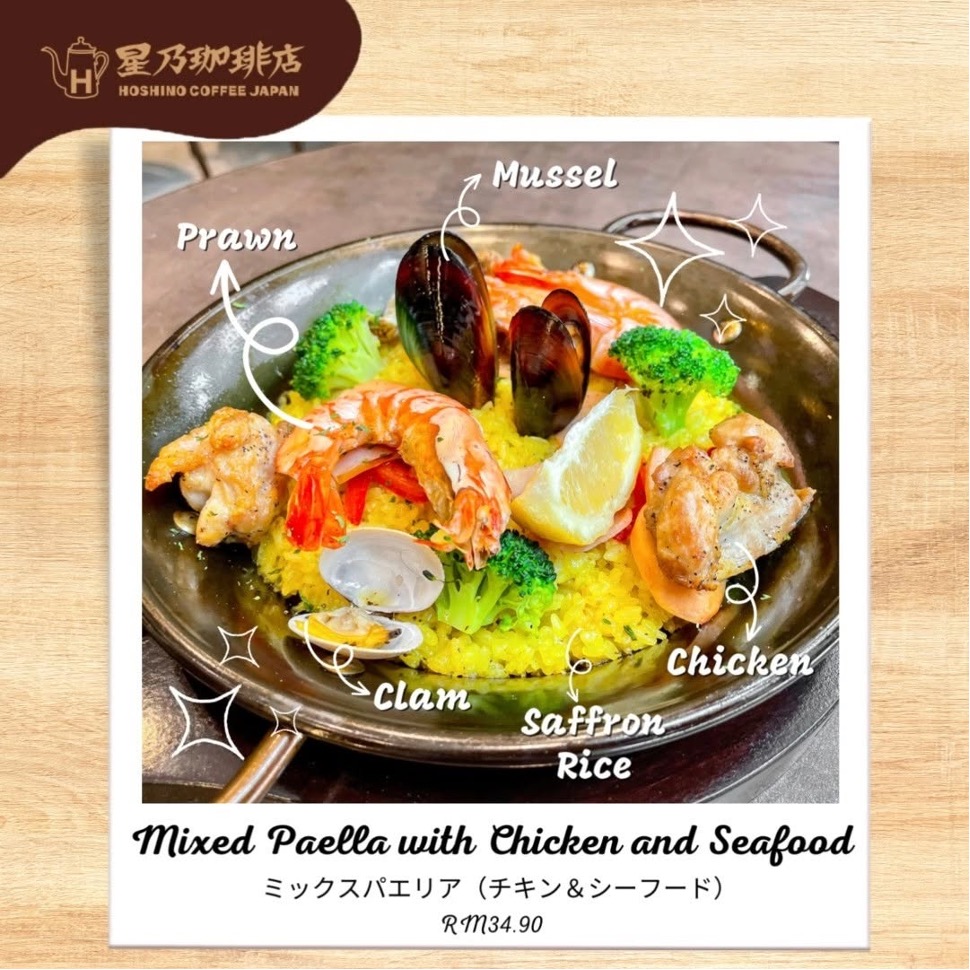 星乃珈琲店
HOSHINO COFFEE JAPAN
H
Mussel
Prawn
Chicken
Clam
Saffron
Rice
Mixed Paella with Chicken and Seafood
ミックスパエリア（チキン＆シーフード）
RM34.90